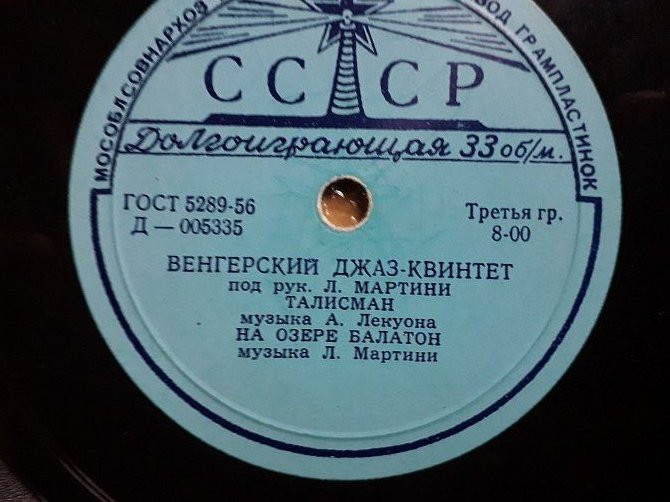 МОСОБЛСОВНАРХОЗ
ВОД ГРАМПЛАСТИНОК
СССР
Долгоиграющая 33 об/м.
ГОСТ 5289-56
Д — 005335
Третья гр.
8-00
ВЕНГЕРСКИЙ ДЖАЗ-КВИНТЕТ
под рук. Л. МАРТИНИ
ТАЛИСМАН
музыка А. Лекуона
НА ОЗЕРЕ БАЛАТОН
музыка Л. Мартини